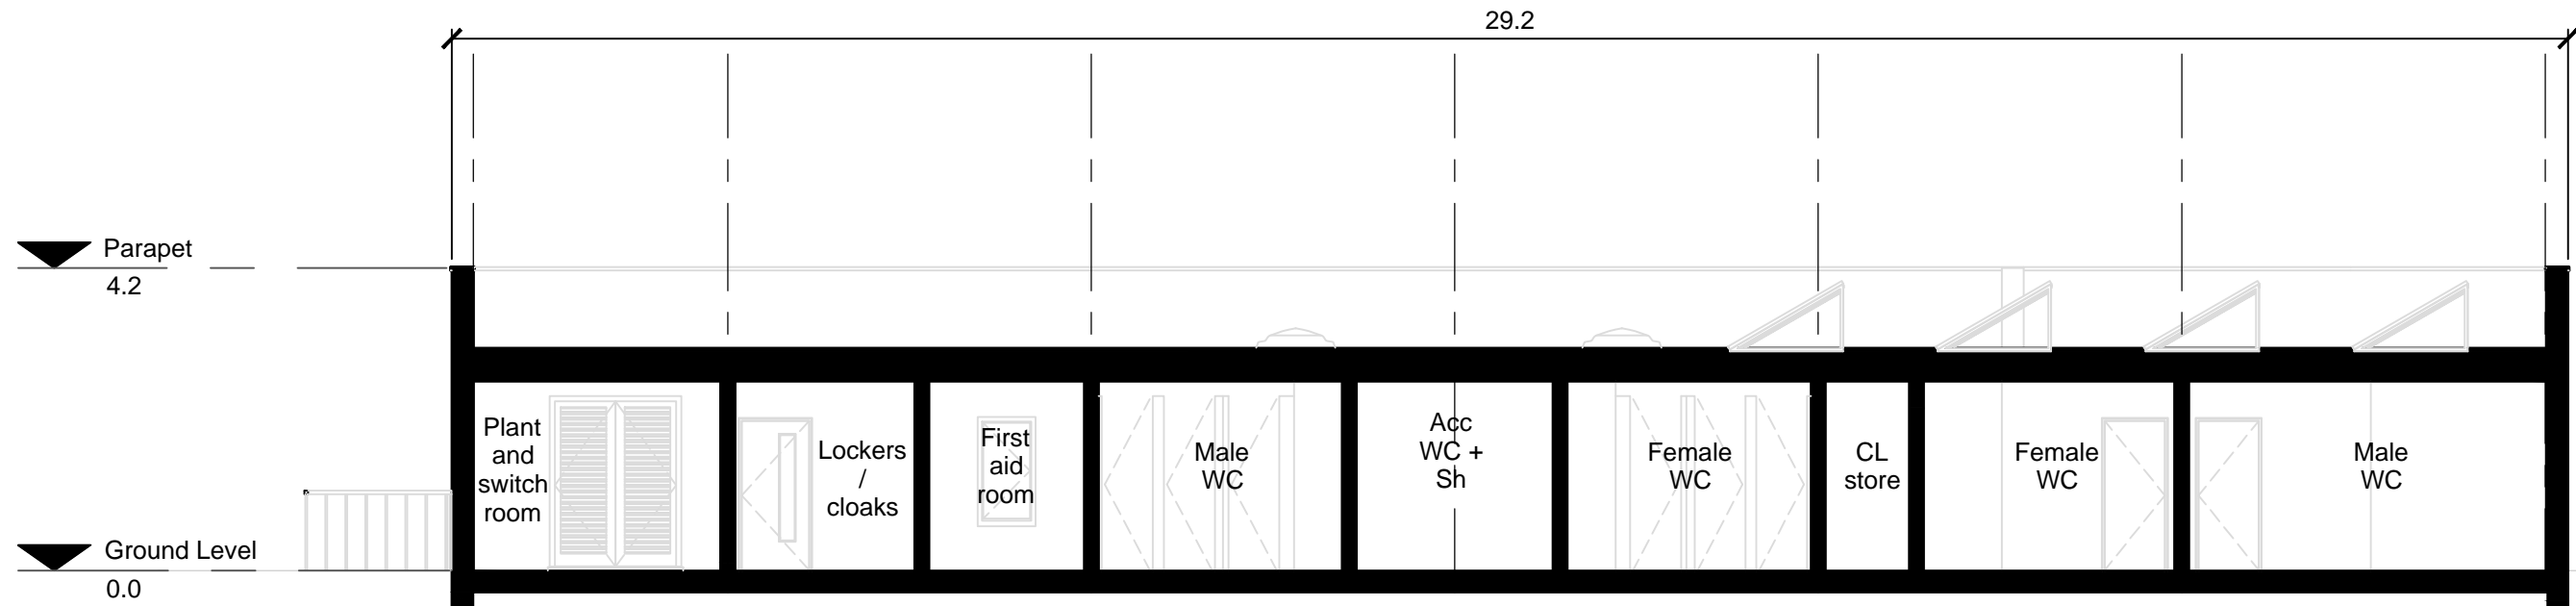 29.2
Parapet
4.2
Plant
and
switch
room
Lockers
/
cloaks
First
aid
room
Male
WC
Acc
WC +
Sh
Female
WC
CL
store
Female
WC
Male
WC
Ground Level
0.0